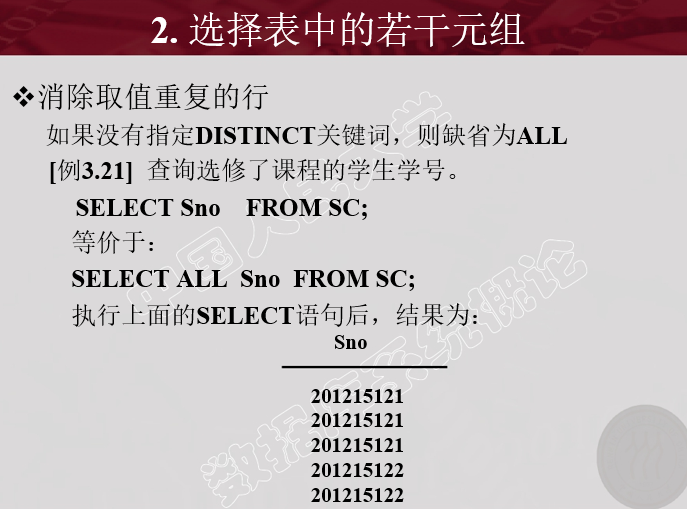 2. 选择表中的若干元组
❖消除取值重复的行
如果没有指定DISTINCT关键词，则缺省为ALL
[例3.21] 查询选修了课程的学生学号。
SELECT Sno FROM SC;
等价于：
SELECT ALL Sno FROM SC;
执行上面的SELECT语句后，结果为：
Sno
201215121
201215121
201215121
201215122
201215122
中国人民大学
数据库系统概论